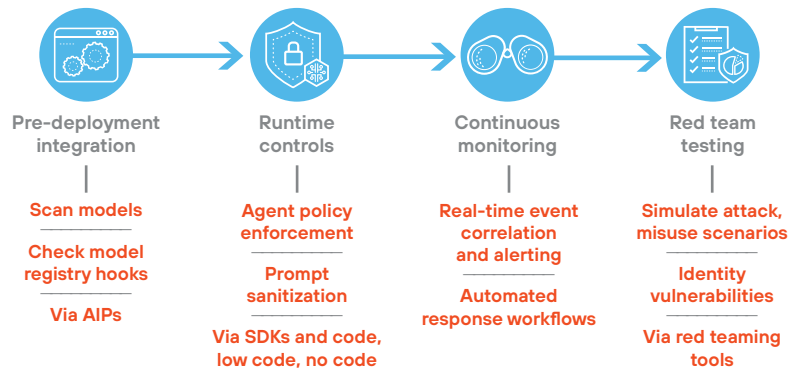 Pre-deployment
integration
Scan models
Check model
registry hooks
Via AIPs
Runtime
controls
Agent policy
enforcement
Prompt
sanitization
Via SDKs and code,
low code, no code
Continuous
monitoring
Real-time event
correlation
and alerting
Automated
response workflows
Red team
testing
Simulate attack,
misuse scenarios
Identity
vulnerabilities
Via red teaming
tools